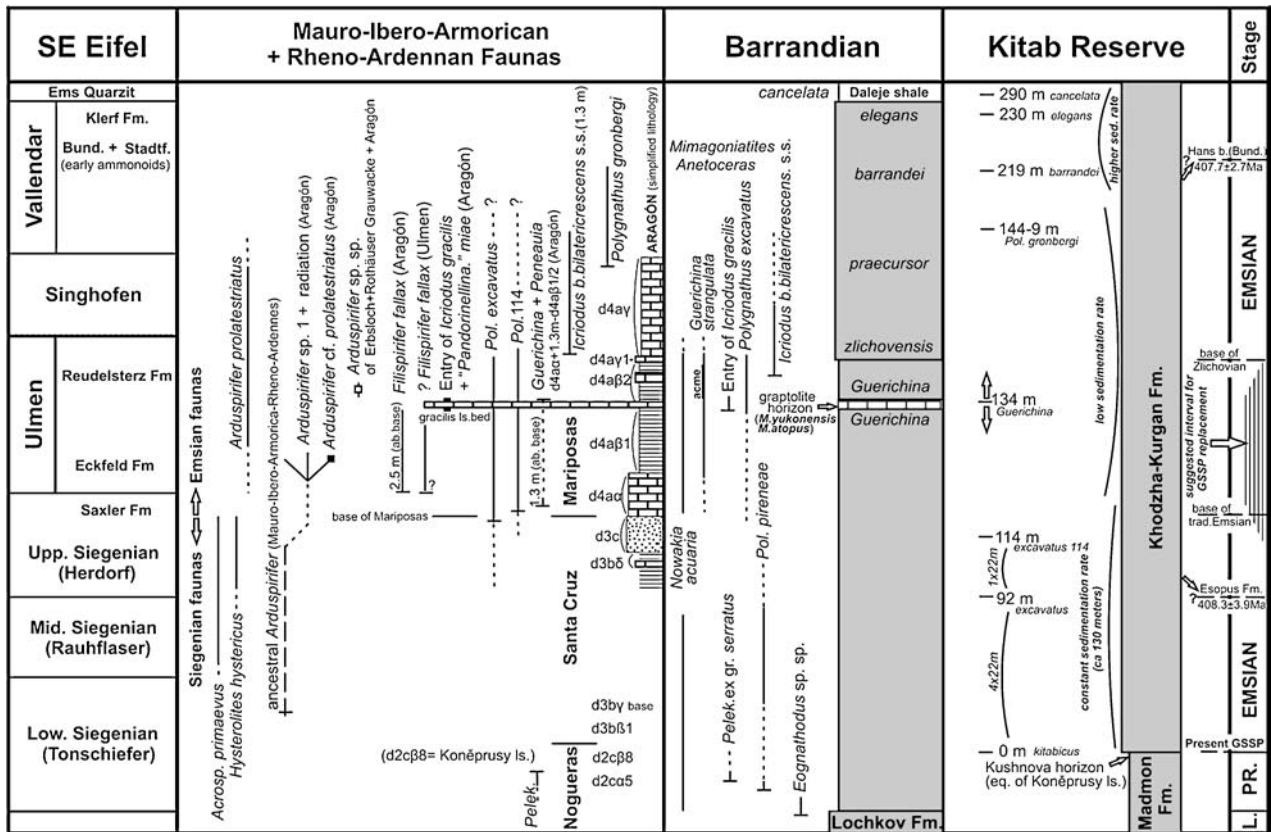 SE Eifel
Mauro-Ibero-Armorican
+ Rheno-Ardennan Faunas
Barrandian
Kitab Reserve
Stage
Ems Quarzit
Klerf Fm.
Bund. + Stadtf.
(early ammonoids)
Vallendar
Singhofen
Ulmen
Reudelsterz Fm
Eckfeld Fm
Saxler Fm
Upp. Siegenian
(Herdorf)
Mid. Siegenian
(Rauhflaser)
Low. Siegenian
(Tonschiefer)
Siegenian faunas
Emsian faunas
Acrosp. primaevus
Hysterolites hystericus
Arduspirifer prolatestriatus
ancestral Arduspirifer (Mauro-Ibero-Armorica-Rheno-Ardennes)
Arduspirifer sp. 1 + radiation (Aragón)
Arduspirifer cf. prolatestriatus (Aragón)
Arduspirifer sp. sp.
of Erbsloch+Rothäuser Grauwacke + Aragón
Filispirifer fallax (Aragón)
2.5 m (ab.base)
? Filispirifer fallax (Ulmen)
?
Entry of Icriodus gracilis
+ "Pandorinellina." miae (Aragón)
gracilis ls.bed
Pol. excavatus
?
Pol.114
?
Guerichina + Peneauia
d4aα+1.3m-d4aβ1/2 (Aragón)
1.3 m (ab. base)
Icriodus b.bilatericrescens s.s.(1.3 m)
Polygnathus gronbergi
ARAGÓN (simplified lithology)
d4aγ
d4aγ1
d4aβ2
d4aβ1
d4aα
d3c
d3bδ
d3bγ base
d3bß1
d2cβ8
d2cα5
Mariposas
base of Mariposas
Santa Cruz
Nogueras
(d2cβ8= Koněprusy ls.)
Pelęk.
cancelata
Daleje shale
elegans
Mimagoniatites
Anetoceras
barrandei
praecursor
zlichovensis
Guerichina
Guerichina
graptolite
horizon
(M.yukonensis
M.atopus)
Nowakia
acuaria
Guerichina
strangulata
acme
Entry of Icriodus gracilis
Polygnathus excavatus
Icriodus b.bilatericrescens. s.s.
Pelek.ex gr. serratus
Pol. pireneae
Eognathodus sp. sp.
Lochkov Fm.
290 m cancelata
230 m elegans
219 m barrandei
144-9 m
Pol. gronbergi
134 m
Guerichina
114 m
excavatus 114
1x22m
92 m
excavatus
4x22m
0 m kitabicus
Kushnova horizon
(eq. of Koněprusy ls.)
higher sed. rate
low sedimentation rate
constant sedimentation rate
(ca 130 meters)
Khodzha-Kurgan Fm.
Madmon
Fm.
Hans b.(Bund.)
?
407.7±2.7Ma
base of
Zlichovian
suggested interval for
GSSP replacement
base of
trad.Emsian
Esopus Fm.
?
408.3±3.9Ma
Present GSSP
EMSIAN
EMSIAN
PR.
L.